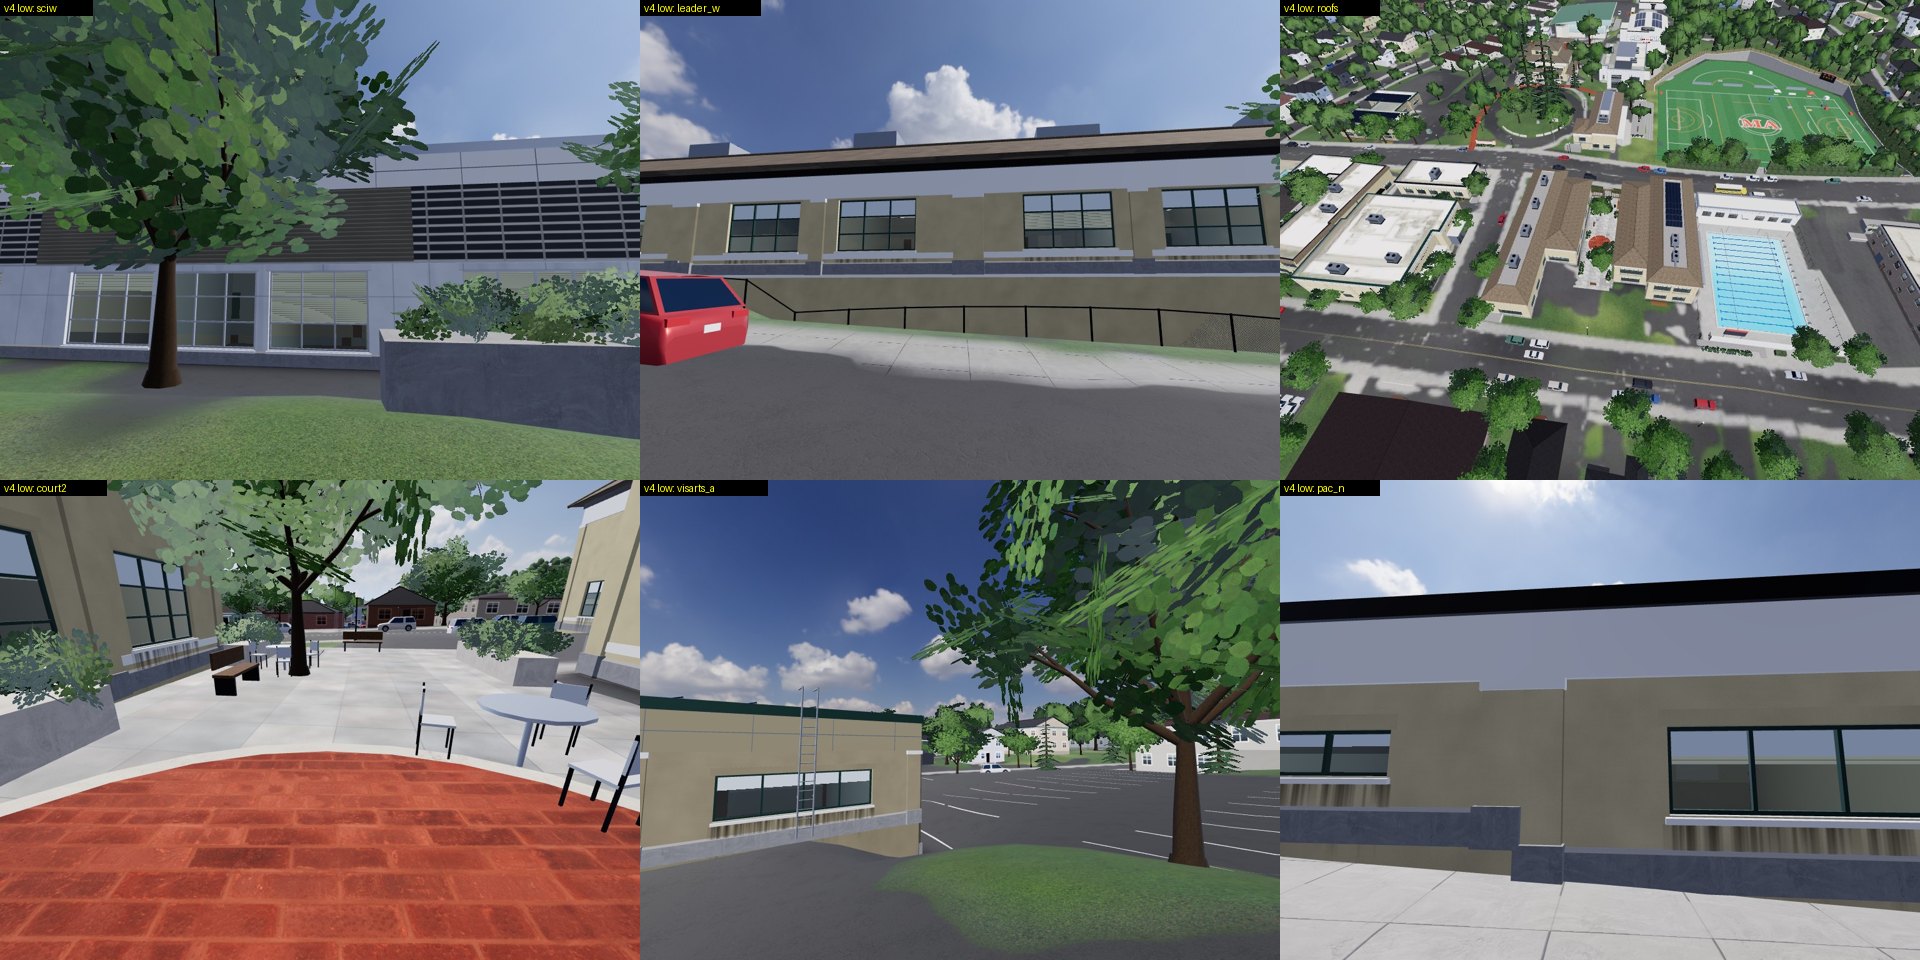 v4 low: sciw
v4 low: leader_w
v4 low: roofs
MA
v4 low: court2
v4 low: visarts_a
v4 low: pac_n